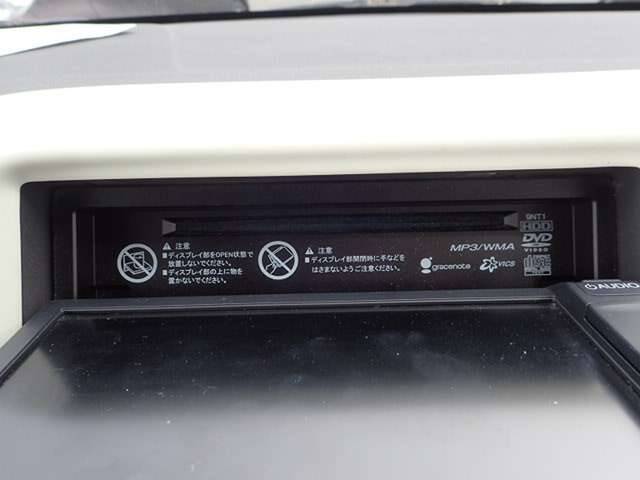 ⚠ 注意
■ディスプレイ部をOPEN状態で
放置しないでください。
■ディスプレイ部の上に物を
置かないでください。
⚠ 注意
■ディスプレイ部開閉時に手などを
はさまないようご注意ください。
MP3/WMA
gracenote
VICS
9NT1
HDD
DVD
VIDEO
AUDIO